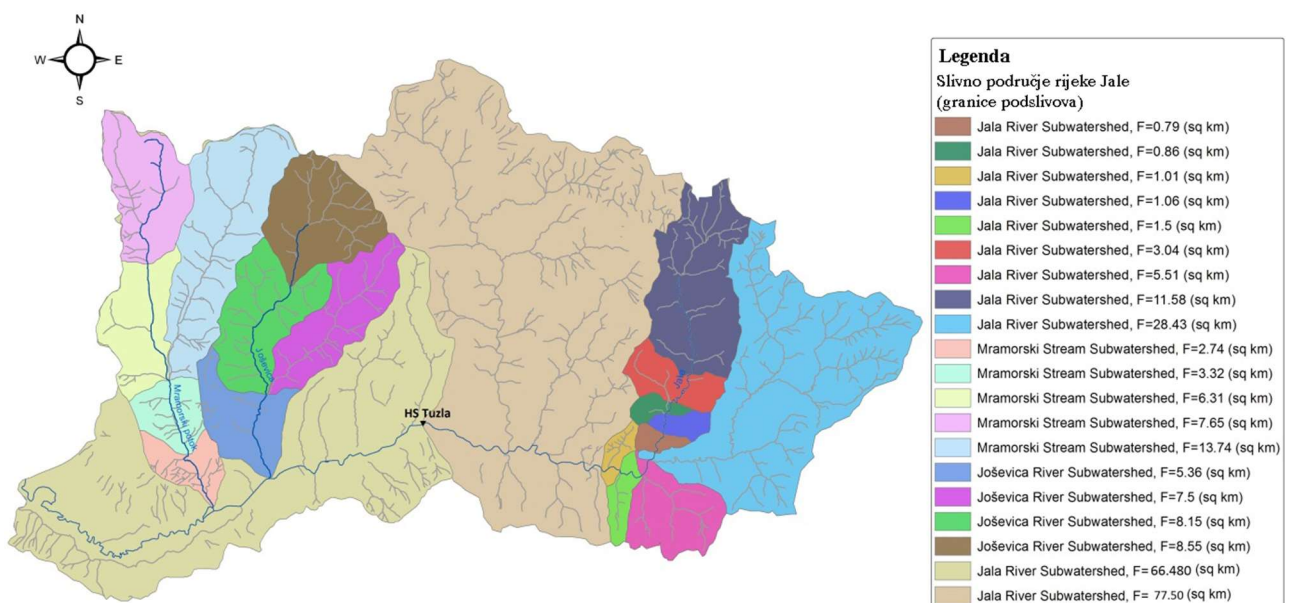 N
W E
S
HS Tuzla
Mramorski potok
Joševica
Jala
Legenda
Slivno područje rijeke Jale
(granice podslivova)
Jala River Subwatershed, F=0.79 (sq km)
Jala River Subwatershed, F=0.86 (sq km)
Jala River Subwatershed, F=1.01 (sq km)
Jala River Subwatershed, F=1.06 (sq km)
Jala River Subwatershed, F=1.5 (sq km)
Jala River Subwatershed, F=3.04 (sq km)
Jala River Subwatershed, F=5.51 (sq km)
Jala River Subwatershed, F=11.58 (sq km)
Jala River Subwatershed, F=28.43 (sq km)
Mramorski Stream Subwatershed, F=2.74 (sq km)
Mramorski Stream Subwatershed, F=3.32 (sq km)
Mramorski Stream Subwatershed, F=6.31 (sq km)
Mramorski Stream Subwatershed, F=7.65 (sq km)
Mramorski Stream Subwatershed, F=13.74 (sq km)
Joševica River Subwatershed, F=5.36 (sq km)
Joševica River Subwatershed, F=7.5 (sq km)
Joševica River Subwatershed, F=8.15 (sq km)
Joševica River Subwatershed, F=8.55 (sq km)
Jala River Subwatershed, F= 66.480 (sq km)
Jala River Subwatershed, F= 77.50 (sq km)